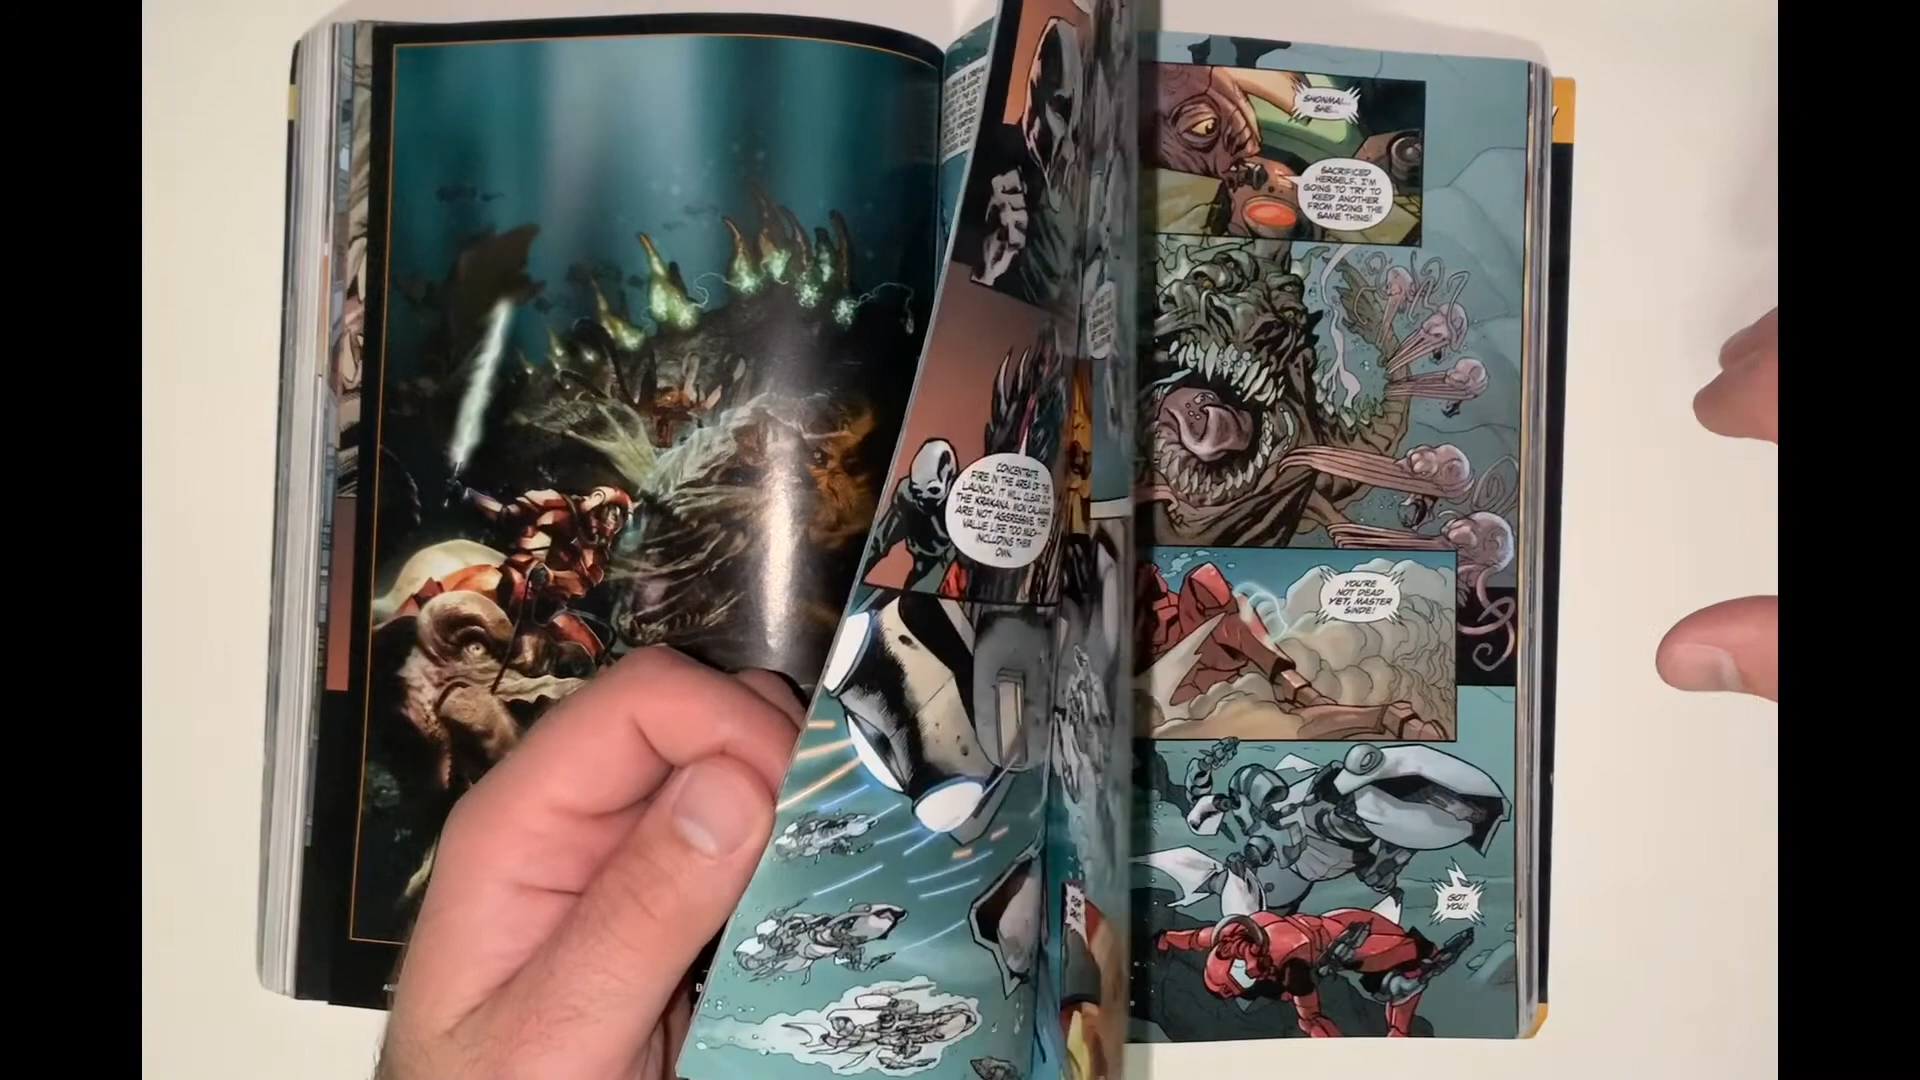 CONCENTRATE
FIRE IN THE AREA OF THE
LAUNCH. IT WILL CLEAR OUT
THE KRAKANA. MON CALAMARI
ARE NOT AGGRESSIVE. THEY
VALUE LIFE TOO MUCH--
INCLUDING THEIR
OWN.
SHONMAI...
SHE...
SACRIFICED
HERSELF. I'M
GOING TO TRY TO
KEEP ANOTHER
FROM DOING THE
SAME THING!
YOU'RE
NOT DEAD
YET, MASTER
SINDE!
GOT
YOU!